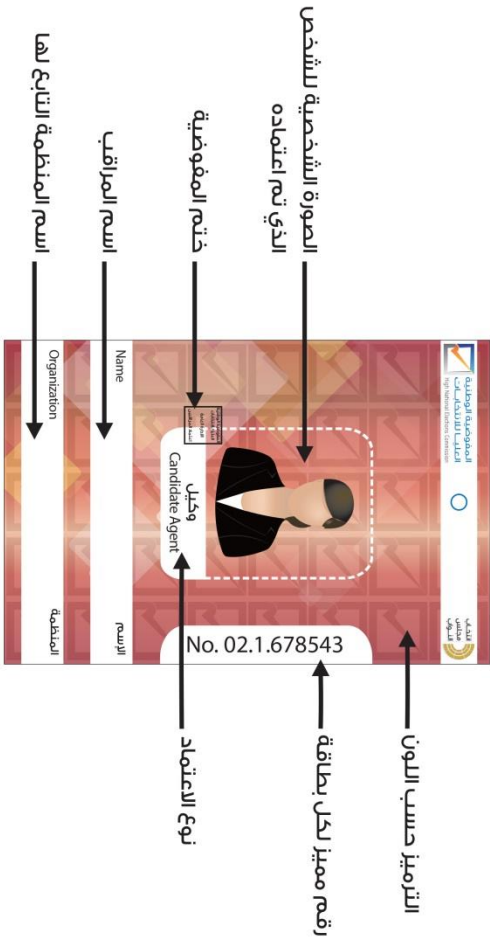 المفوضية الوطنية
العليا للانتخابات
High National Elections Commission
انتخاب
مجلس
النواب
No. 02.1.678543
وكيل
Candidate Agent
Name
الإسم
Organization
المنظمة
الصورة الشخصية للشخص
الذي تم اعتماده
ختم المفوضية
اسم المراقب
اسم المنظمة التابع لها
الترميز حسب اللون
رقم مميز لكل بطاقة
نوع الاعتماد